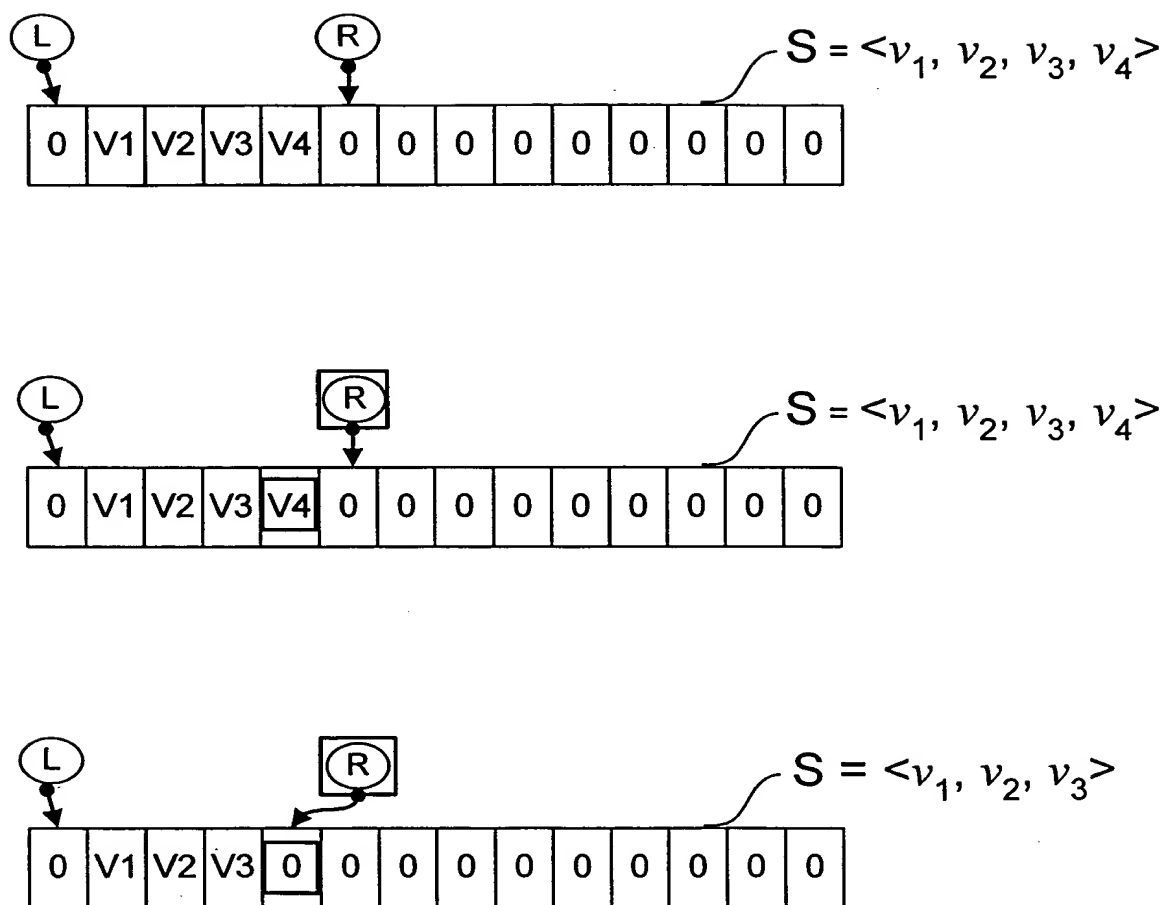 L R S = <v1, v2, v3, v4>
0 V1 V2 V3 V4 0 0 0 0 0 0 0 0 0
L R S = <v1, v2, v3, v4>
0 V1 V2 V3 V4 0 0 0 0 0 0 0 0 0
L R S = <v1, v2, v3>
0 V1 V2 V3 0 0 0 0 0 0 0 0 0 0